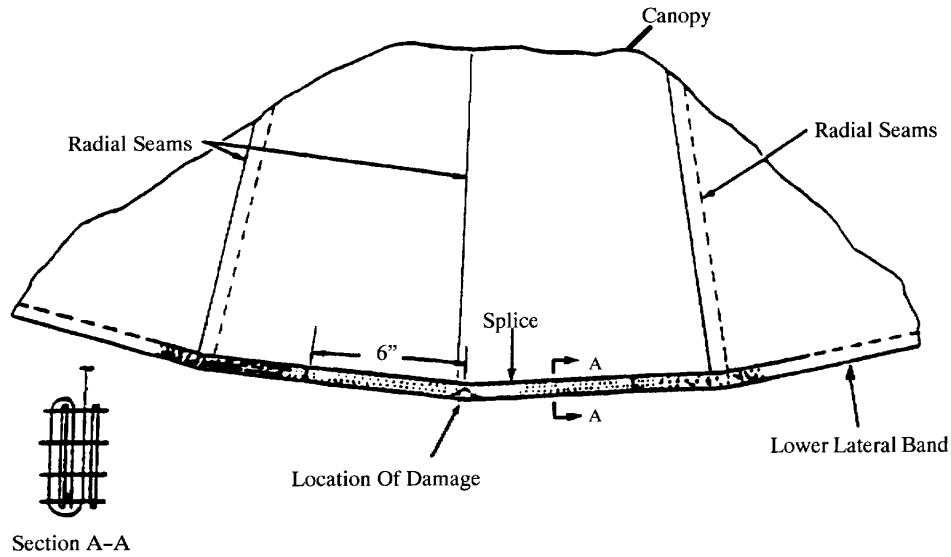 Canopy
Radial Seams
Radial Seams
Splice
6”
A
A
Lower Lateral Band
Location Of Damage
Section A–A